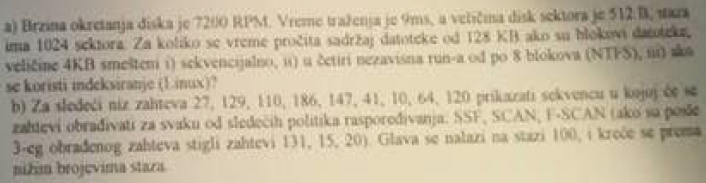 a) Brzina okretanja diska je 7200 RPM. Vreme traženja je 9ms, a veličina disk sektora je 512 B, staza
ima 1024 sektora. Za koliko se vreme pročita sadržaj datoteke od 128 KB ako su blokovi datoteke,
veličine 4KB smešteni i) sekvencijalno, ii) u četiri nezavisna run-a od po 8 blokova (NTFS), iii) ako
se koristi indeksiranje (Linux)?
b) Za sledeći niz zahteva 27, 129, 110, 186, 147, 41, 10, 64, 120 prikazati sekvencu u kojoj će se
zahtevi obrađivati za svaku od sledećih politika raspoređivanja: SSF, SCAN, F-SCAN (ako su posle
3-eg obrađenog zahteva stigli zahtevi 131, 15, 20). Glava se nalazi na stazi 100, i kreće se prema
nižim brojevima staza.